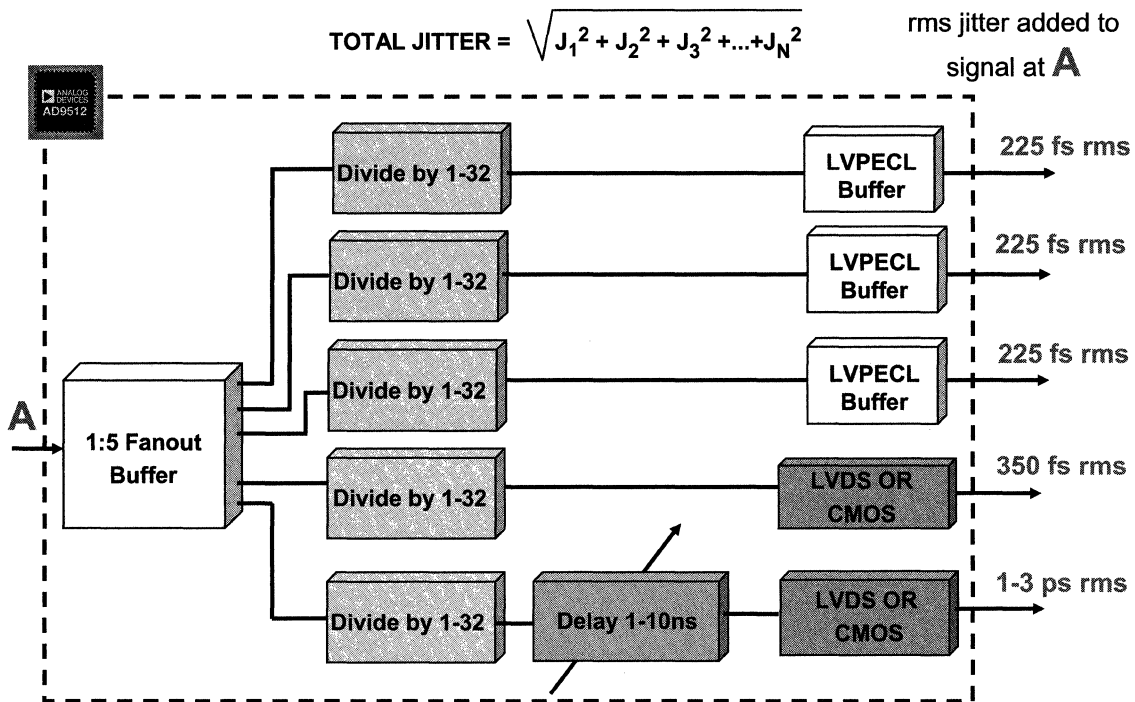 TOTAL JITTER = √J₁² + J₂² + J₃² +...+J_N²
rms jitter added to
signal at A
ANALOG
DEVICES
AD9512
Divide by 1-32
LVPECL
Buffer
225 fs rms
Divide by 1-32
LVPECL
Buffer
225 fs rms
Divide by 1-32
LVPECL
Buffer
225 fs rms
A
1:5 Fanout
Buffer
Divide by 1-32
LVDS OR
CMOS
350 fs rms
Divide by 1-32
Delay 1-10ns
LVDS OR
CMOS
1-3 ps rms